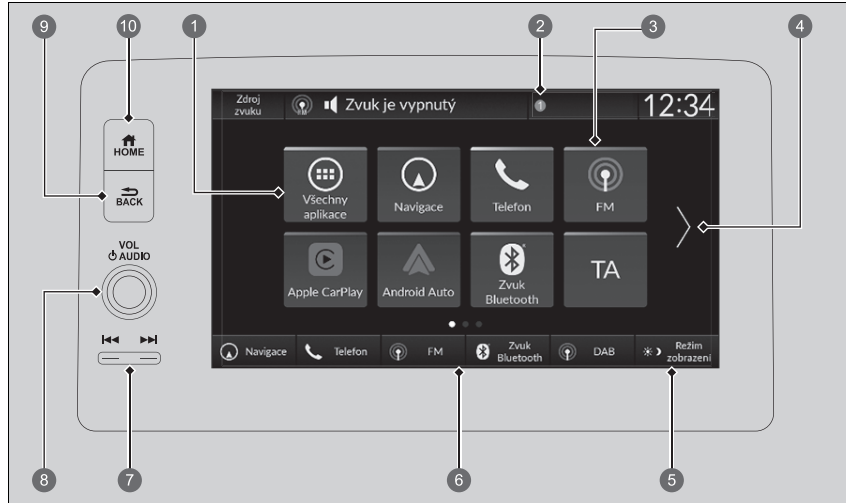 9
10
1
2
3
4
Zdroj
zvuku
Zvuk je vypnutý
1
12:34
HOME
BACK
Všechny
aplikace
Navigace
Telefon
FM
VOL
AUDIO
Apple CarPlay
Android Auto
Zvuk
Bluetooth
TA
Navigace
Telefon
FM
Zvuk
Bluetooth
DAB
Režim
zobrazení
8
7
6
5